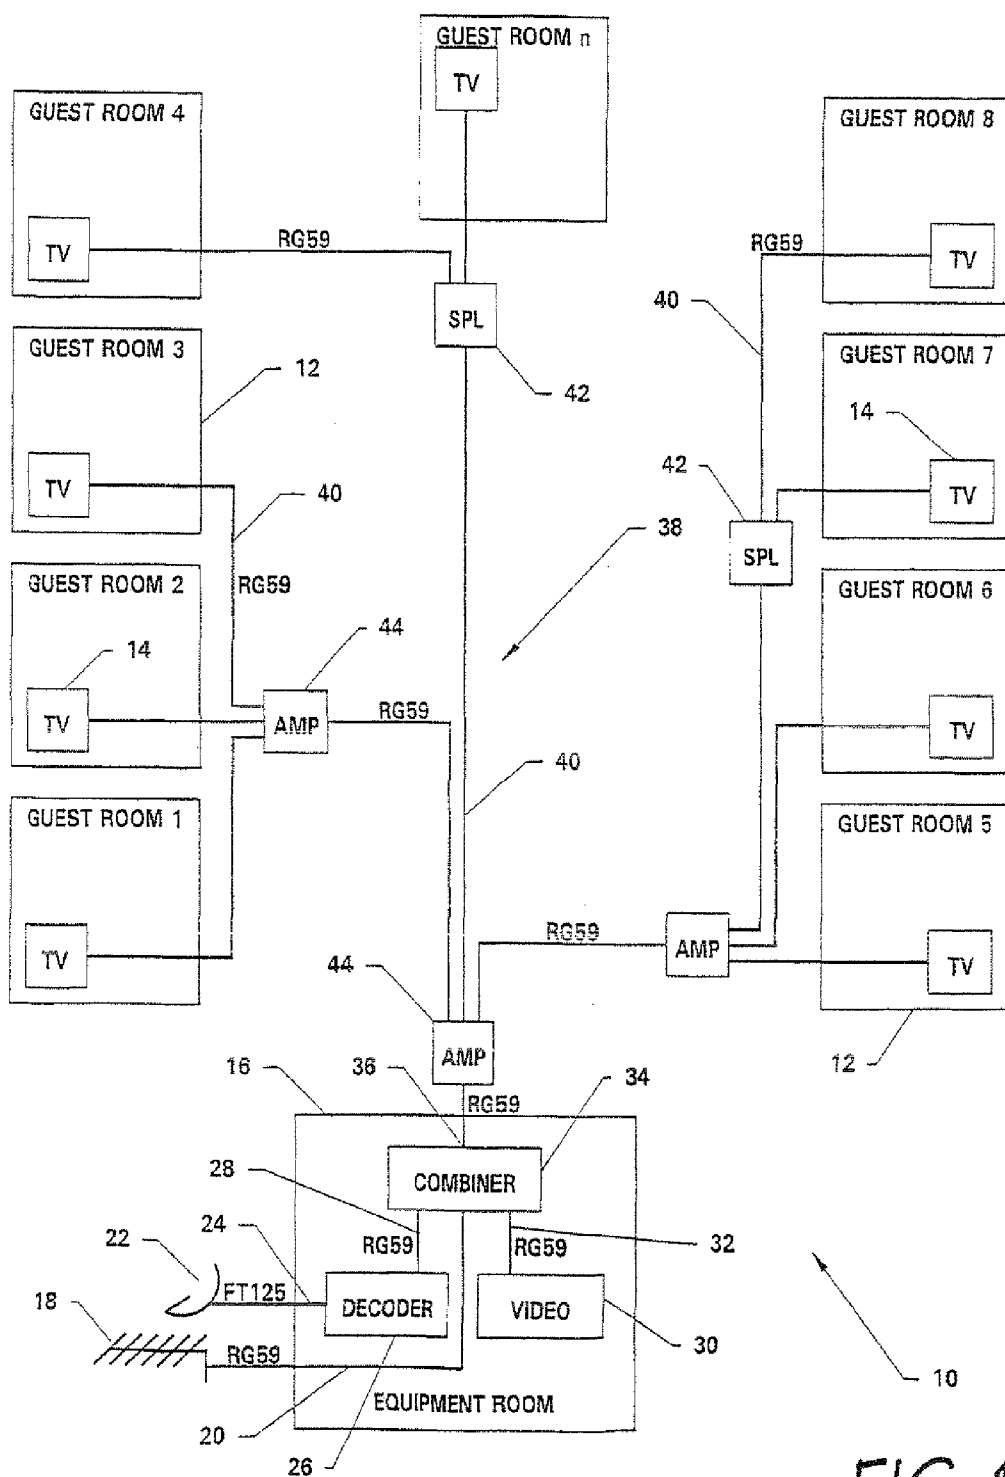 GUEST ROOM n
TV
GUEST ROOM 4
GUEST ROOM 8
TV
RG59
RG59
TV
SPL
40
GUEST ROOM 3
12
42
GUEST ROOM 7
14
TV
40
42
TV
38
SPL
GUEST ROOM 2
RG59
GUEST ROOM 6
14
44
TV
AMP
RG59
TV
40
GUEST ROOM 1
GUEST ROOM 5
RG59
AMP
TV
TV
44
AMP
12
16
36
34
RG59
COMBINER
28
24
22
RG59
RG59
32
FT125
DECODER
VIDEO
18
30
RG59
10
EQUIPMENT ROOM
20
26
FIG